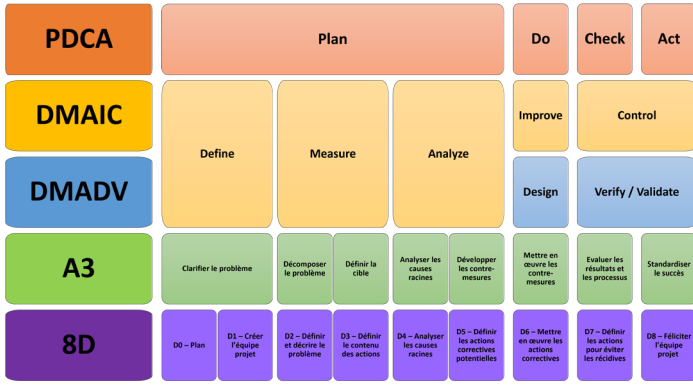 PDCA
Plan
Do
Check
Act
DMAIC
Define
Measure
Analyze
Improve
Control
DMADV
Design
Verify / Validate
A3
Clarifier le problème
Décomposer
le problème
Définir la
cible
Analyser les
causes
racines
Développer
les contre-
mesures
Mettre en
œuvre les
contre-
mesures
Evaluer les
résultats et
les processus
Standardiser
le succès
8D
D0 – Plan
D1 – Créer
l'équipe
projet
D2 – Définir
et décrire le
problème
D3 – Définir
le contenu
des actions
D4 – Analyser
les causes
racines
D5 – Définir
les actions
correctives
potentielles
D6 – Mettre
en œuvre les
actions
correctives
D7 – Définir
les actions
pour éviter
les récidives
D8 – Féliciter
l'équipe
projet